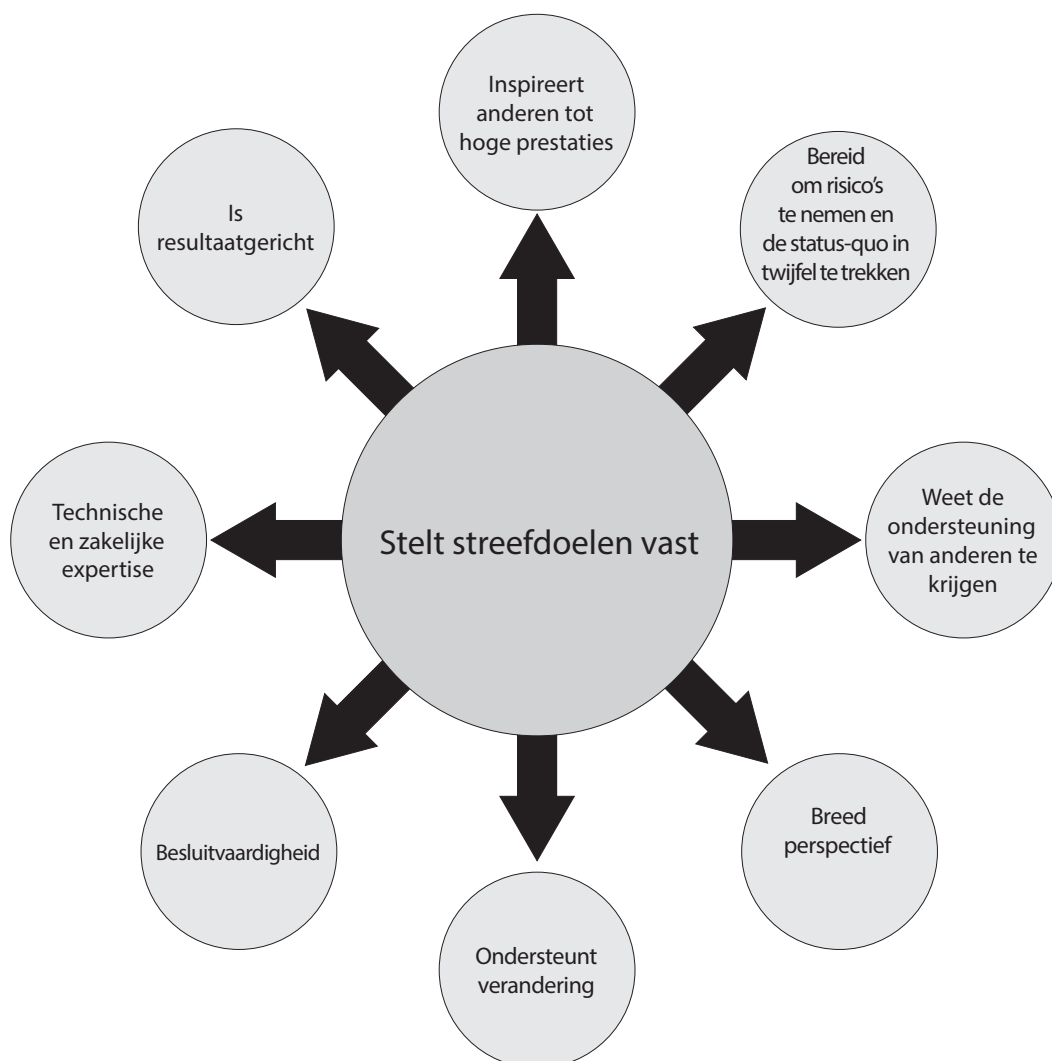 Inspireert
anderen tot
hoge prestaties
Bereid
om risico's
te nemen en
de status-quo in
twijfel te trekken
Is
resultaatgericht
Stelt streefdoelen vast
Weet de
ondersteuning
van anderen te
krijgen
Technische
en zakelijke
expertise
Breed
perspectief
Besluitvaardigheid
Ondersteunt
verandering